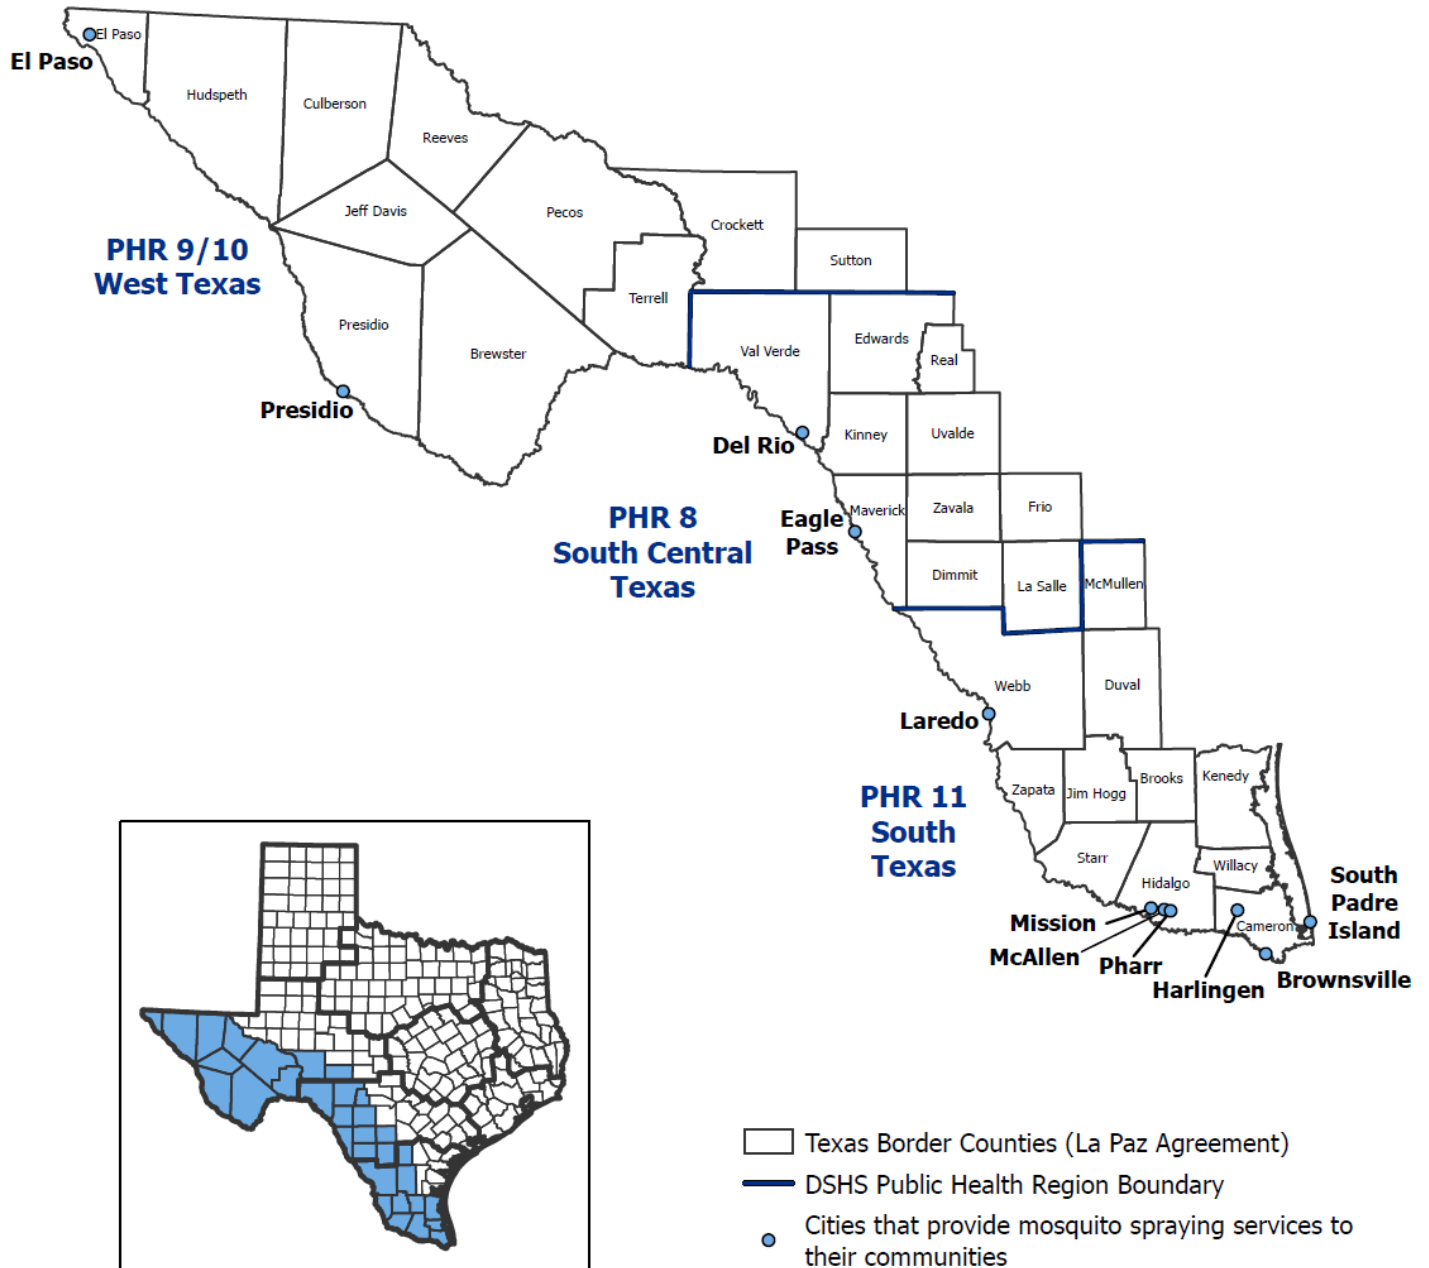 El Paso
El Paso
Hudspeth
Culberson
Reeves
Jeff Davis
Pecos
Crockett
Sutton
PHR 9/10
West Texas
Terrell
Presidio
Brewster
Val Verde
Edwards
Real
Presidio
Del Rio
Kinney
Uvalde
PHR 8
South Central
Texas
Eagle
Pass
Maverick
Zavala
Frio
Dimmit
La Salle
McMullen
Webb
Duval
Laredo
PHR 11
South
Texas
Zapata
Jim Hogg
Brooks
Kenedy
Starr
Hidalgo
Willacy
Cameron
South
Padre
Island
Mission
McAllen
Pharr
Harlingen
Brownsville
Texas Border Counties (La Paz Agreement)
DSHS Public Health Region Boundary
Cities that provide mosquito spraying services to
their communities